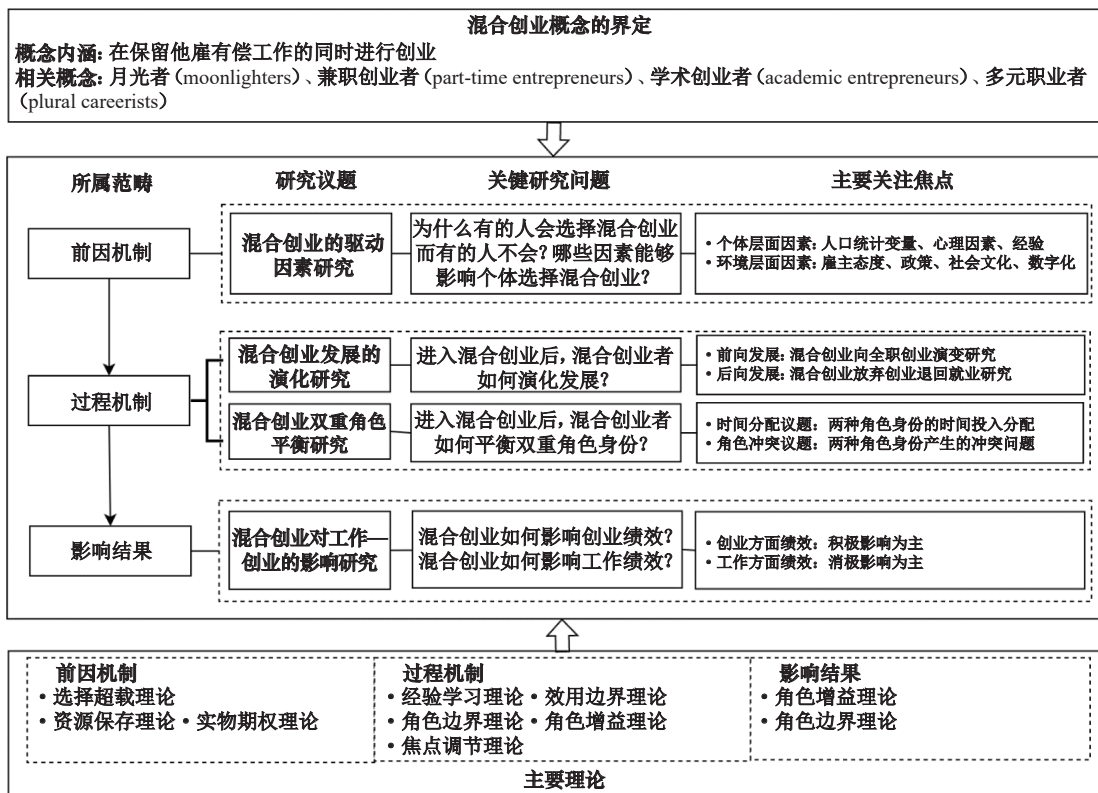 混合创业概念的界定
概念内涵：在保留他雇有偿工作的同时进行创业
相关概念：月光者（moonlighters）、兼职创业者（part-time entrepreneurs）、学术创业者（academic entrepreneurs）、多元职业者
（plural careerists）
所属范畴 研究议题 关键研究问题 主要关注焦点
前因机制
混合创业的驱动
因素研究
为什么有的人会选择混合创业
而有的人不会？哪些因素能够
影响个体选择混合创业？
• 个体层面因素：人口统计变量、心理因素、经验
• 环境层面因素：雇主态度、政策、社会文化、数字化
过程机制
混合创业发展的
演化研究
进入混合创业后，混合创业者
如何演化发展？
• 前向发展：混合创业向全职创业演变研究
• 后向发展：混合创业放弃创业退回就业研究
混合创业双重角色
平衡研究
进入混合创业后，混合创业者
如何平衡双重角色身份？
• 时间分配议题：两种角色身份的时间投入分配
• 角色冲突议题：两种角色身份产生的冲突问题
影响结果
混合创业对工作—
创业的影响研究
混合创业如何影响创业绩效？
混合创业如何影响工作绩效？
• 创业方面绩效：积极影响为主
• 工作方面绩效：消极影响为主
前因机制
• 选择超载理论
• 资源保存理论 • 实物期权理论
过程机制
• 经验学习理论 • 效用边界理论
• 角色边界理论 • 角色增益理论
• 焦点调节理论
影响结果
• 角色增益理论
• 角色边界理论
主要理论